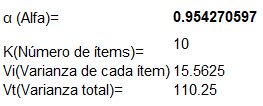 α (Alfa)= 0.954270597
K(Número de ítems)= 10
Vi(Varianza de cada ítem) 15.5625
Vt(Varianza total)= 110.25